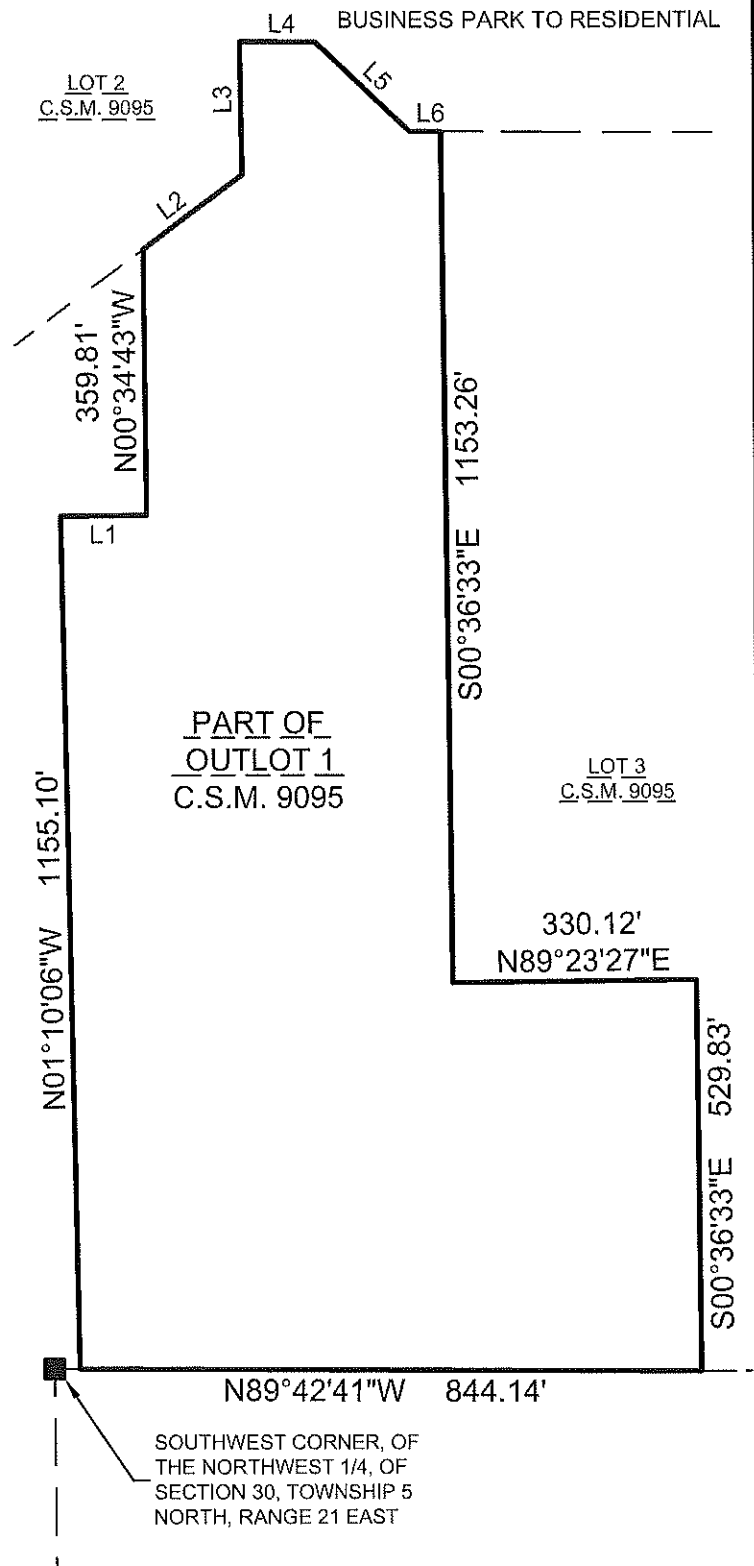 BUSINESS PARK TO RESIDENTIAL
L4
LOT 2
C.S.M. 9095
L3
L5
L6
L2
359.81'
N00°34'43"W
L1
S00°36'33"E 1153.26'
PART OF
OUTLOT 1
C.S.M. 9095
LOT 3
C.S.M. 9095
N01°10'06"W 1155.10'
330.12'
N89°23'27"E
S00°36'33"E 529.83'
N89°42'41"W 844.14'
SOUTHWEST CORNER, OF
THE NORTHWEST 1/4, OF
SECTION 30, TOWNSHIP 5
NORTH, RANGE 21 EAST